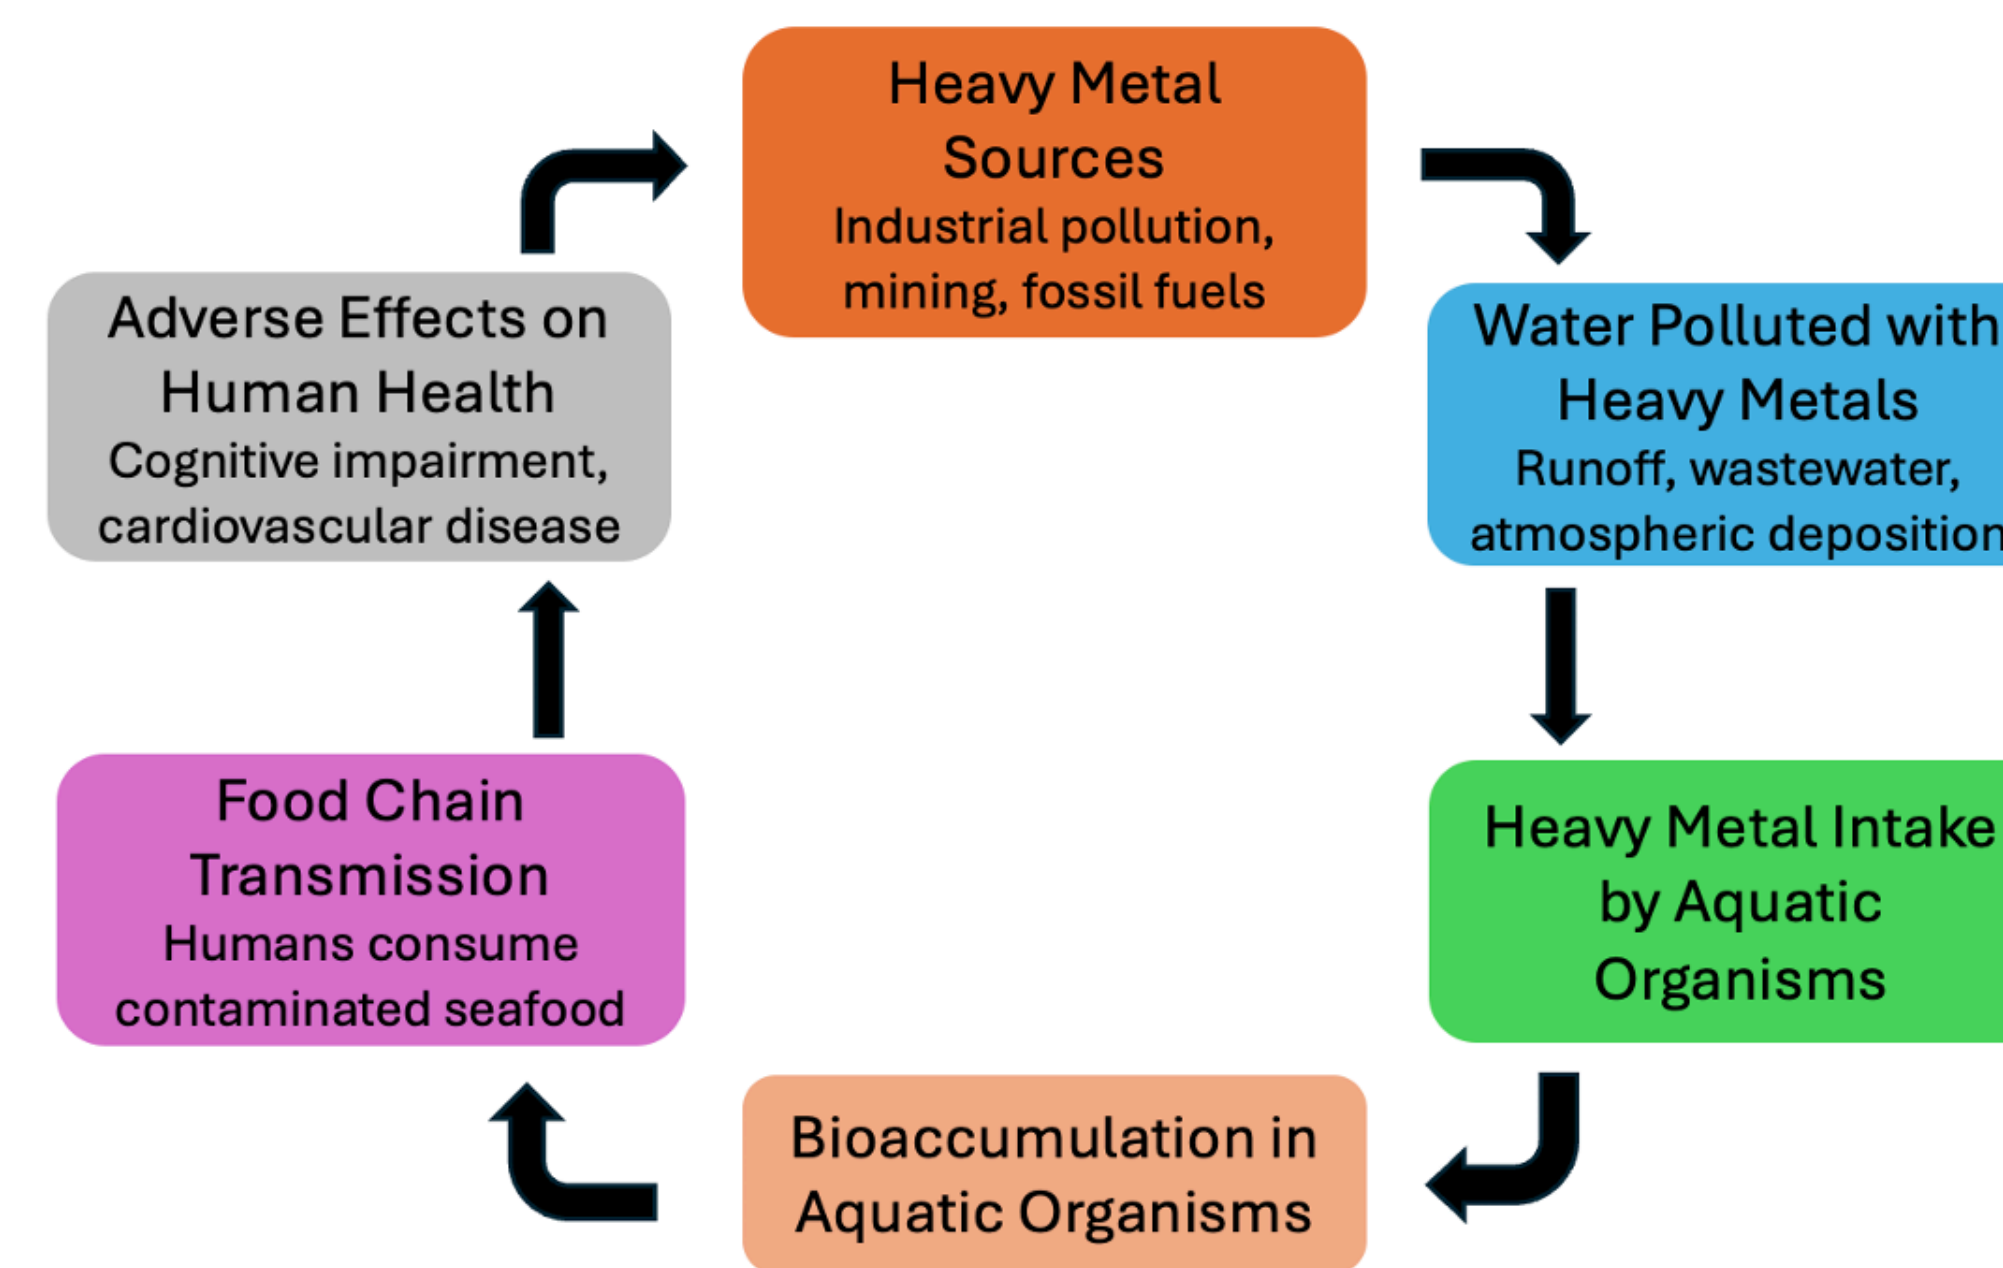 Heavy Metal
Sources
Industrial pollution,
mining, fossil fuels
Water Polluted with
Heavy Metals
Runoff, wastewater,
atmospheric deposition
Heavy Metal Intake
by Aquatic
Organisms
Bioaccumulation in
Aquatic Organisms
Food Chain
Transmission
Humans consume
contaminated seafood
Adverse Effects on
Human Health
Cognitive impairment,
cardiovascular disease